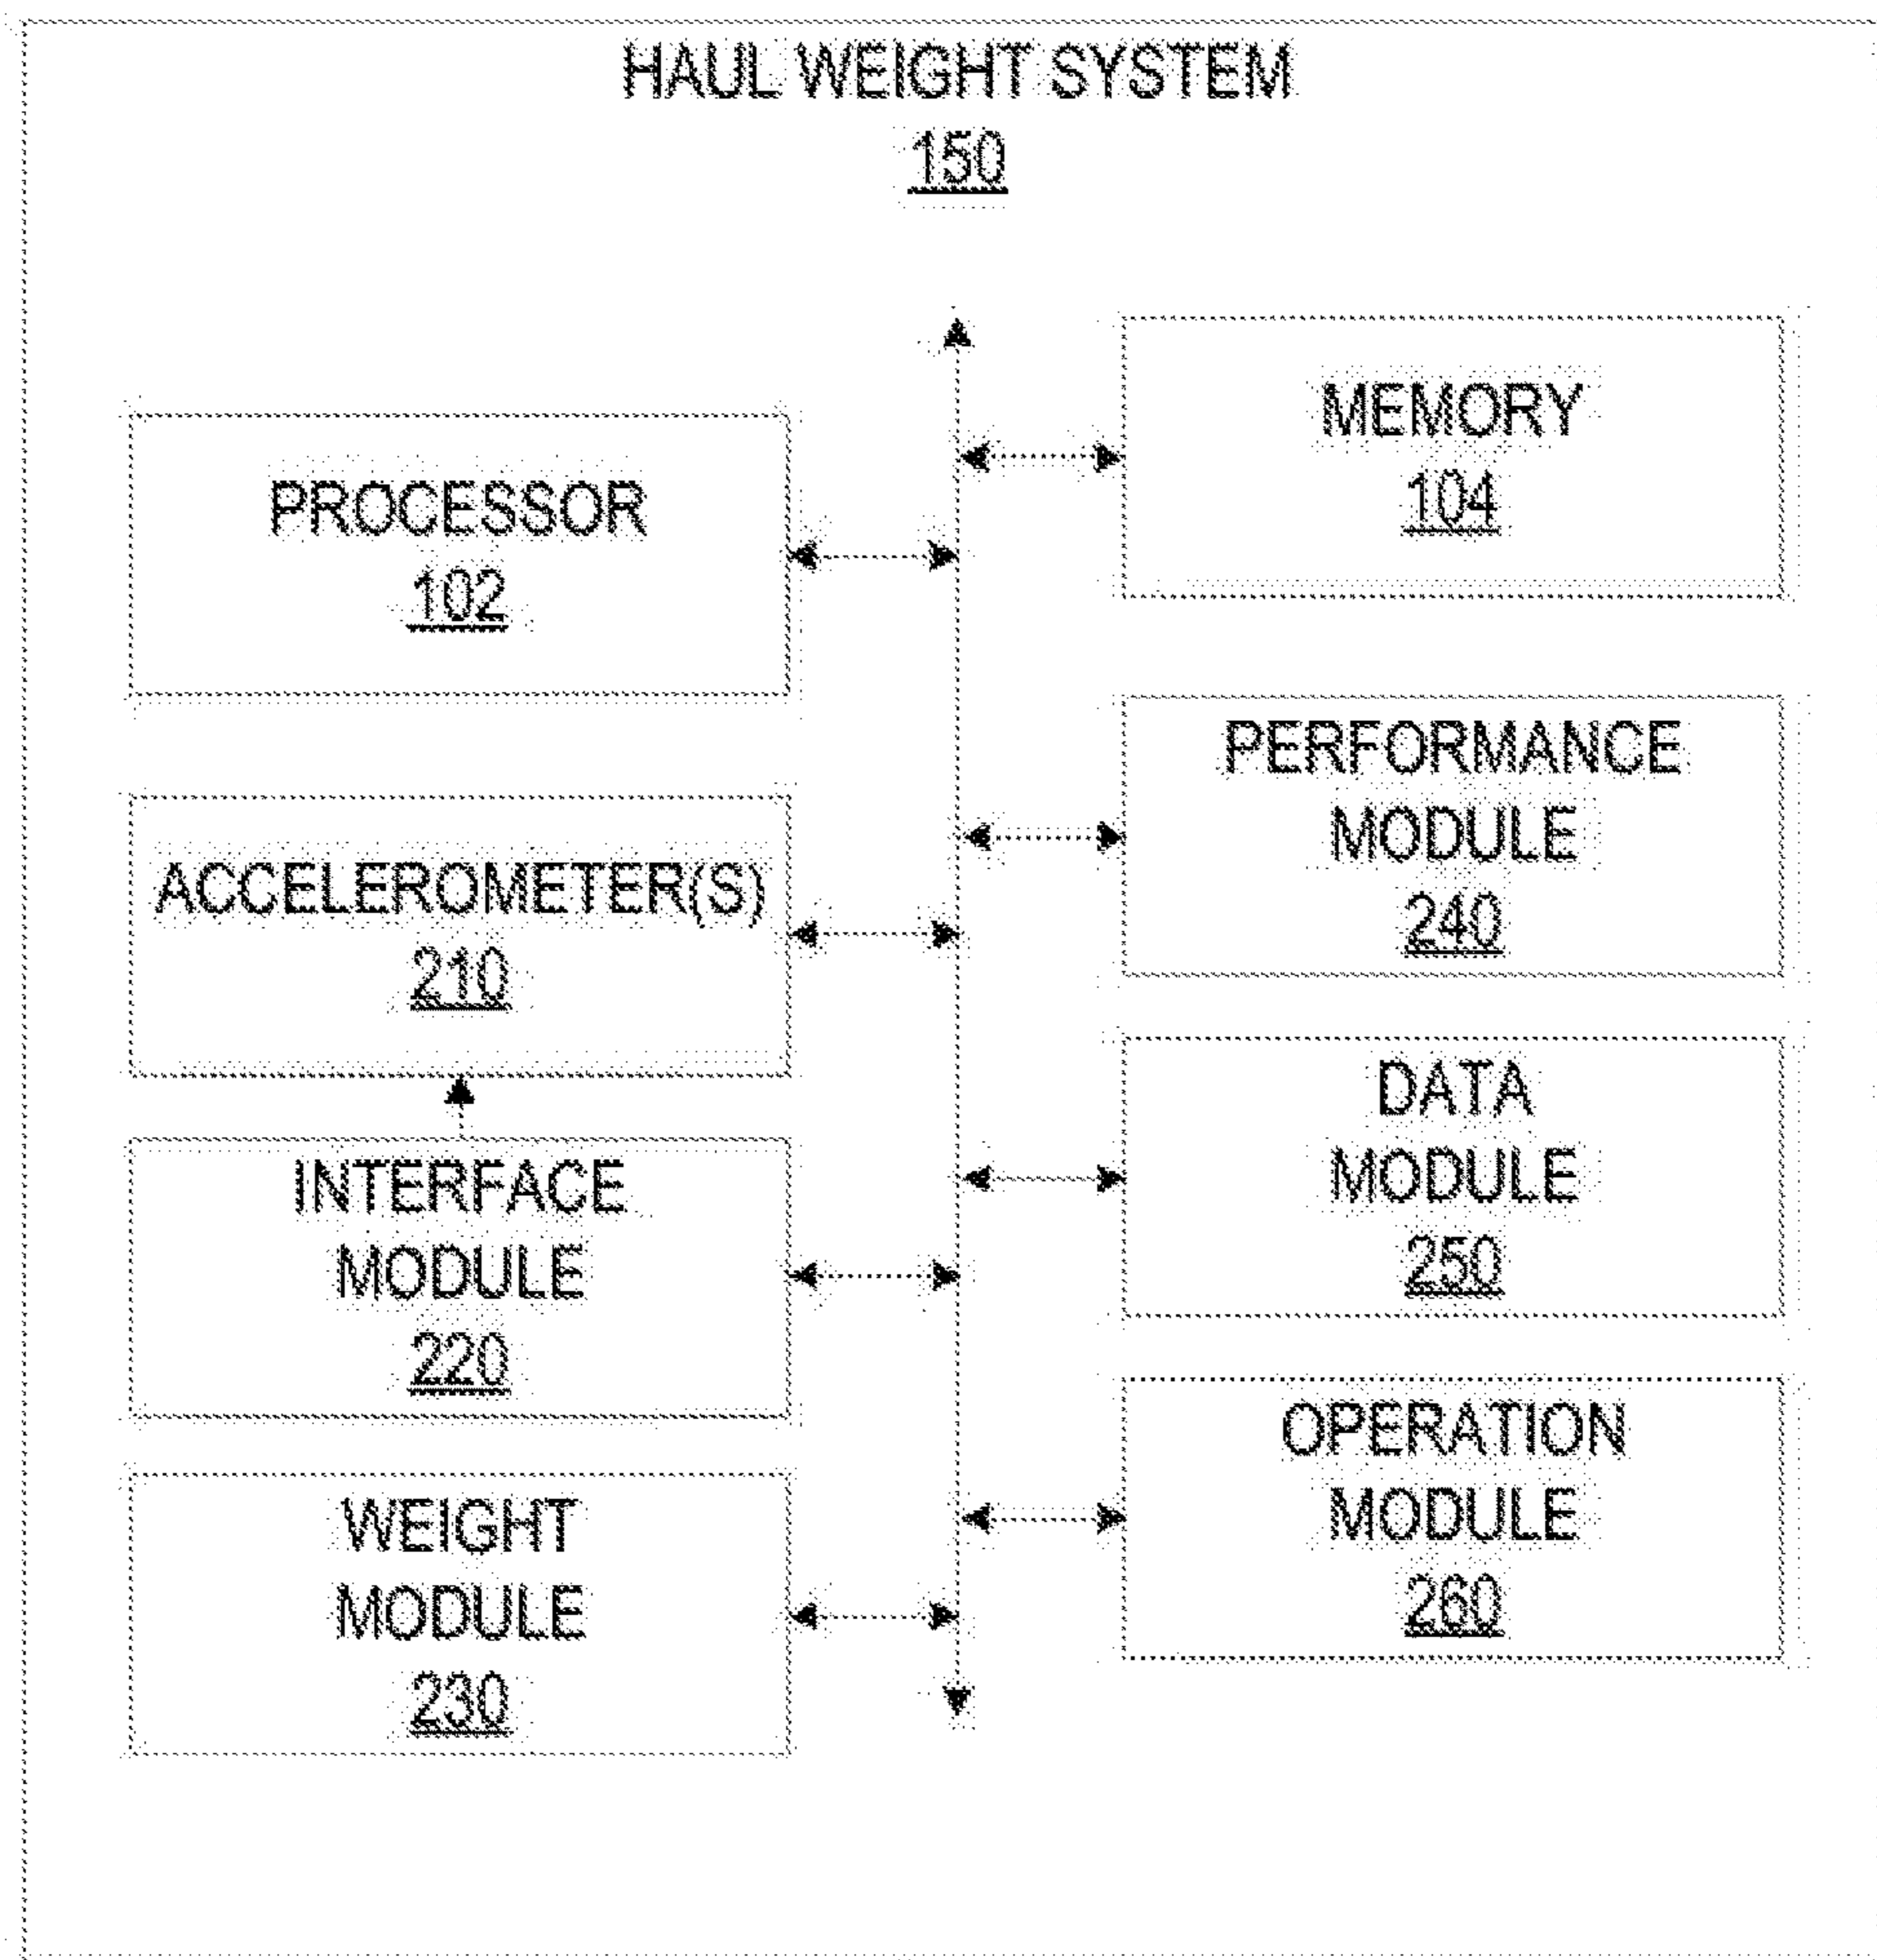 HAUL WEIGHT SYSTEM
150
PROCESSOR
102
ACCELEROMETER(S)
210
INTERFACE
MODULE
220
WEIGHT
MODULE
230
MEMORY
104
PERFORMANCE
MODULE
240
DATA
MODULE
250
OPERATION
MODULE
260